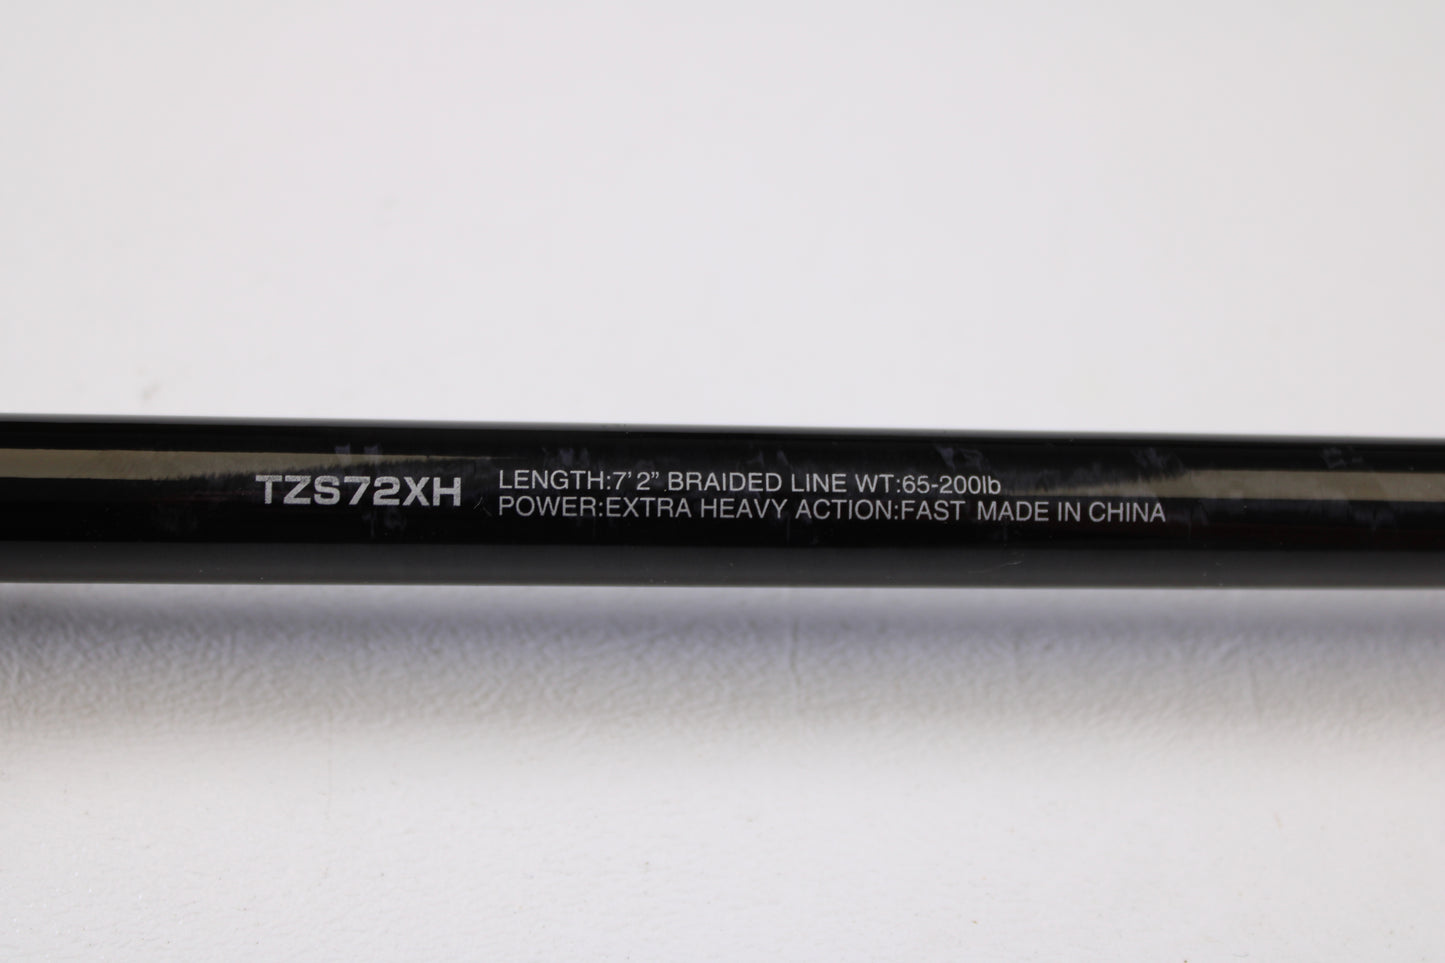 TZS72XH
LENGTH:7'2" BRAIDED LINE WT:65-200lb
POWER:EXTRA HEAVY ACTION:FAST MADE IN CHINA